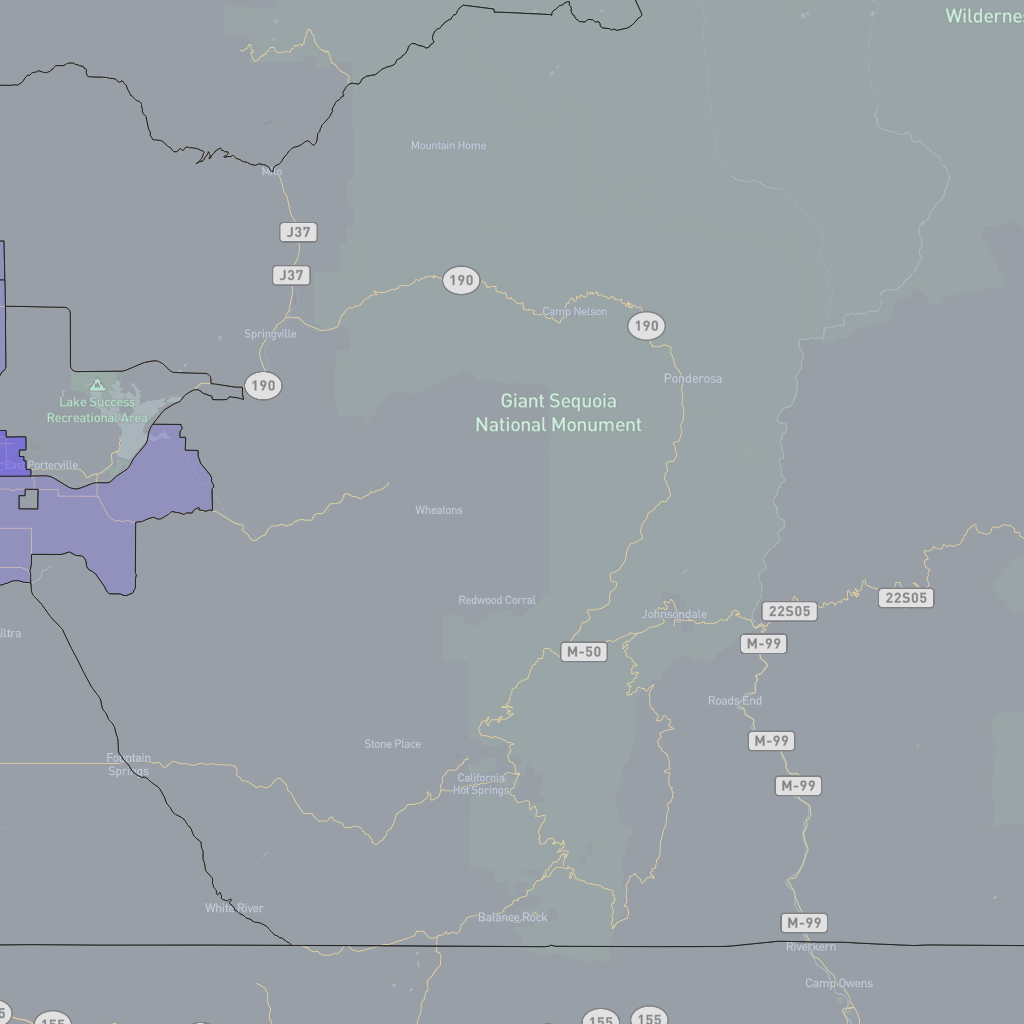 Wildernes
Mountain Home
Milo
J37
J37
190
Camp Nelson
190
Springville
Ponderosa
190
Lake Success
Recreational Area
Giant Sequoia
National Monument
East Porterville
Wheatons
Redwood Corral
Johnsondale
22S05
22S05
Ultra
M-50
M-99
Roads End
Stone Place
M-99
Fountain
Springs
California
Hot Springs
M-99
White River
Balance Rock
M-99
Riverkern
Camp Owens
155
155
155